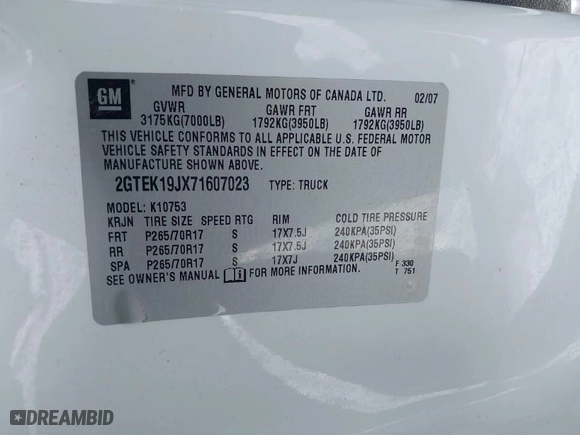 GM
MFD BY GENERAL MOTORS OF CANADA LTD. 02/07
GVWR GAWR FRT GAWR RR
3175KG(7000LB) 1792KG(3950LB) 1792KG(3950LB)
THIS VEHICLE CONFORMS TO ALL APPLICABLE U.S. FEDERAL MOTOR
VEHICLE SAFETY STANDARDS IN EFFECT ON THE DATE OF
MANUFACTURE SHOWN ABOVE.
2GTEK19JX71607023 TYPE: TRUCK
MODEL: K10753
KRJN TIRE SIZE SPEED RTG RIM COLD TIRE PRESSURE
FRT P265/70R17 S 17X7.5J 240KPA(35PSI)
RR P265/70R17 S 17X7.5J 240KPA(35PSI)
SPA P265/70R17 S 17X7J 240KPA(35PSI)
SEE OWNER'S MANUAL FOR MORE INFORMATION.
F 330
T 751
DREAMBID